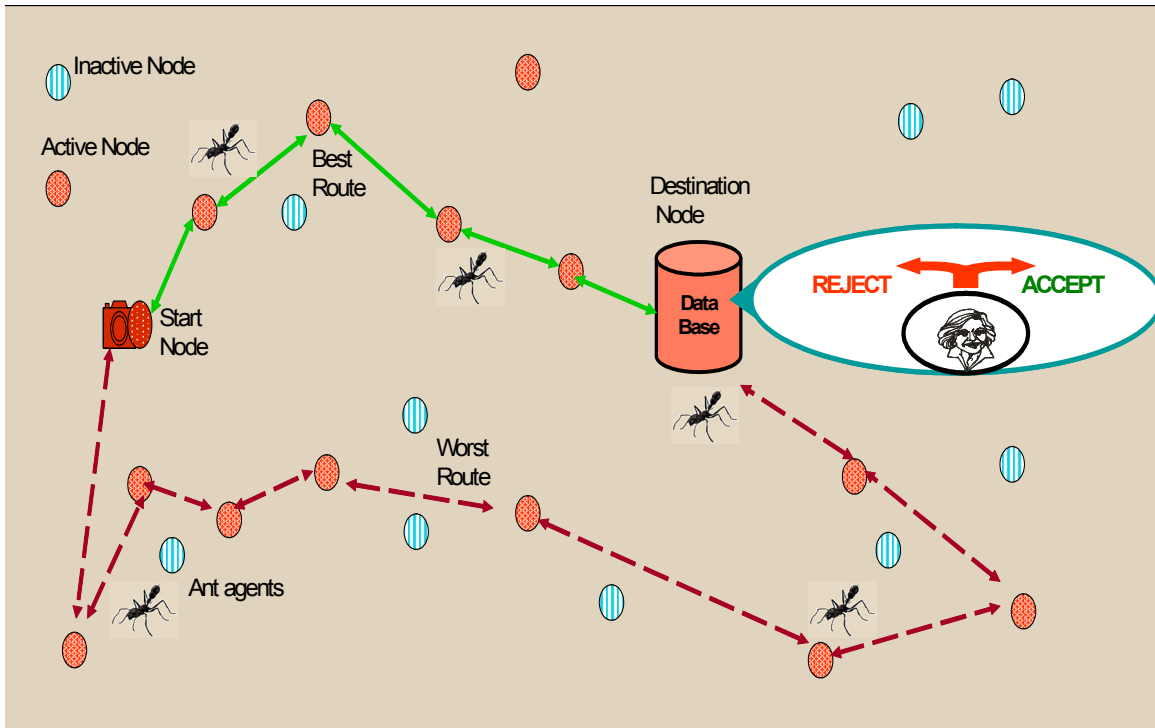 Inactive Node
Active Node
Best
Route
Destination
Node
REJECT
ACCEPT
Data
Base
Start
Node
Worst
Route
Ant agents